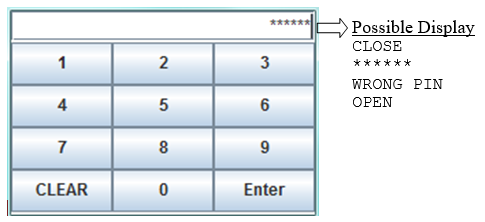 ******
1 2 3
4 5 6
7 8 9
CLEAR 0 Enter
Possible Display
CLOSE
******
WRONG PIN
OPEN